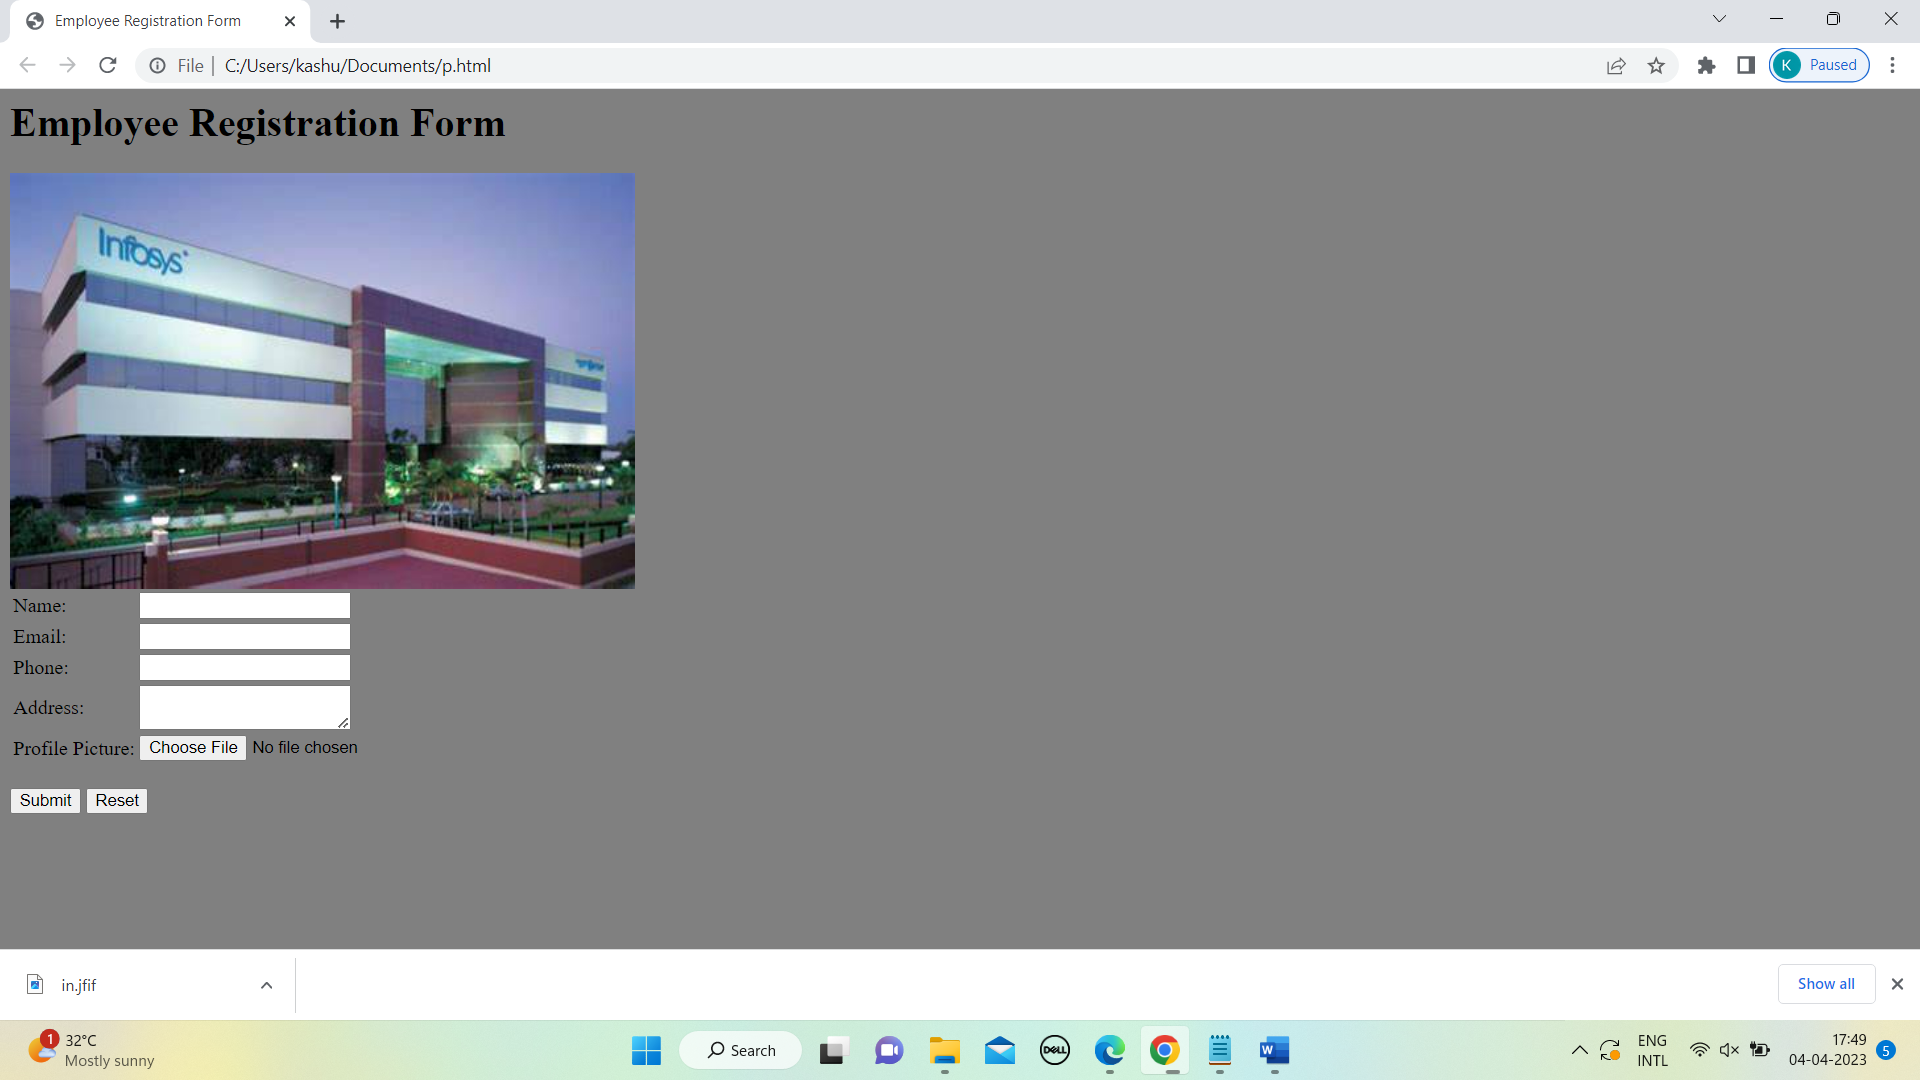 Employee Registration Form
File
C:/Users/kashu/Documents/p.html
K
Paused
Employee Registration Form
Infosys
Name:
Email:
Phone:
Address:
Profile Picture:
Choose File No file chosen
Submit
Reset
in.jfif
Show all
1
32°C
Mostly sunny
Search
DELL
W
ENG
INTL
17:49
04-04-2023
5